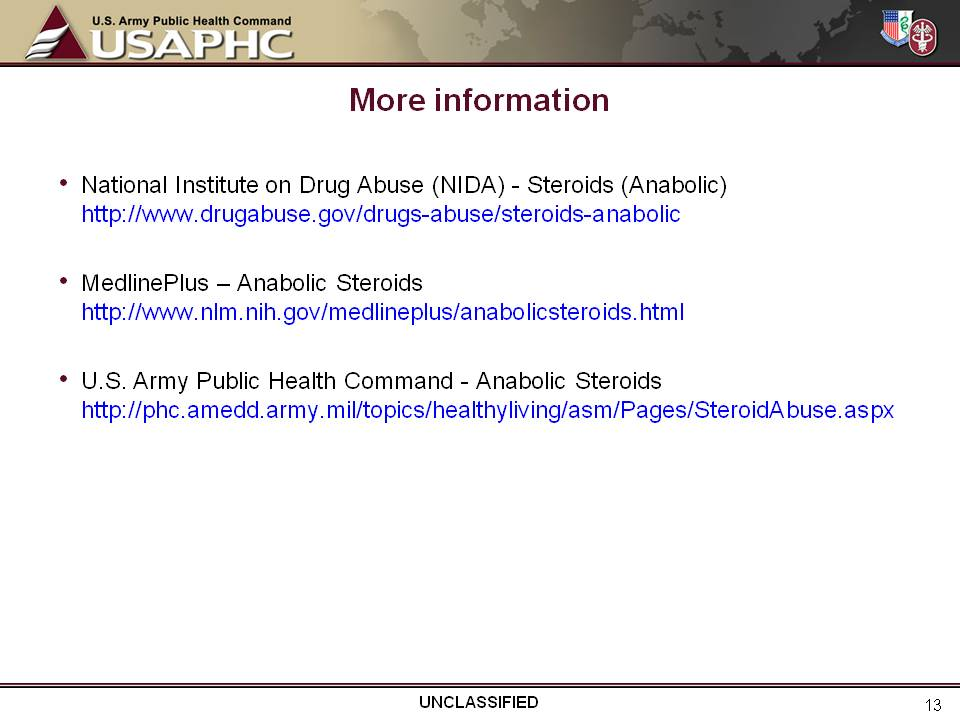 U.S. Army Public Health Command
USAPHC
More information
• National Institute on Drug Abuse (NIDA) - Steroids (Anabolic)
http://www.drugabuse.gov/drugs-abuse/steroids-anabolic
• MedlinePlus – Anabolic Steroids
http://www.nlm.nih.gov/medlineplus/anabolicsteroids.html
• U.S. Army Public Health Command - Anabolic Steroids
http://phc.amedd.army.mil/topics/healthyliving/asm/Pages/SteroidAbuse.aspx
UNCLASSIFIED
13